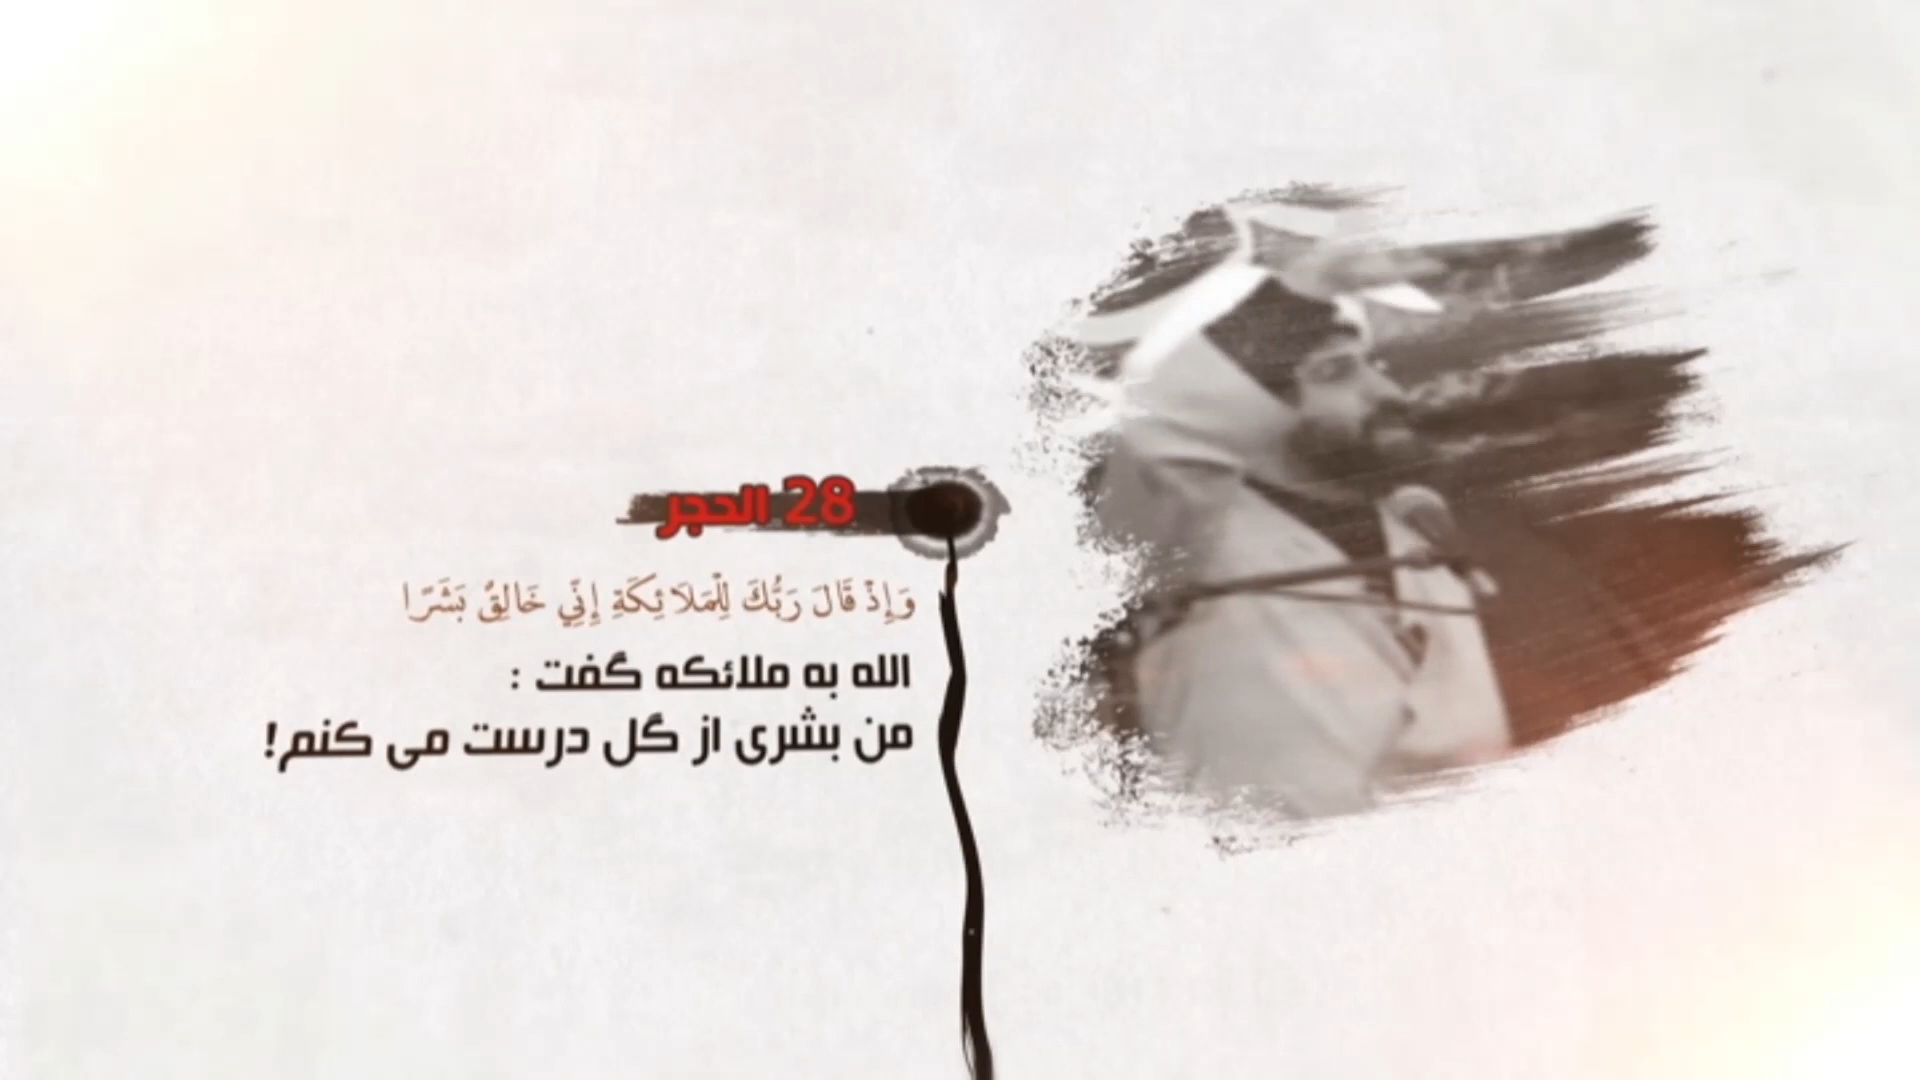 28 الحجر
وَإِذْ قَالَ رَبُّكَ لِلْمَلَائِكَةِ إِنِّي خَالِقٌ بَشَرًا
الله به ملائکه گفت :
من بشری از گل درست می کنم!